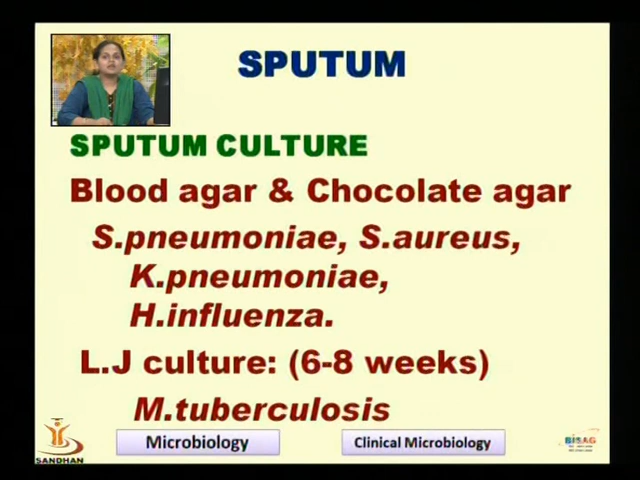 SPUTUM
SPUTUM CULTURE
Blood agar & Chocolate agar
S.pneumoniae, S.aureus,
K.pneumoniae,
H.influenza.
L.J culture: (6-8 weeks)
M.tuberculosis
Microbiology
Clinical Microbiology
SANDHAN
BISAG